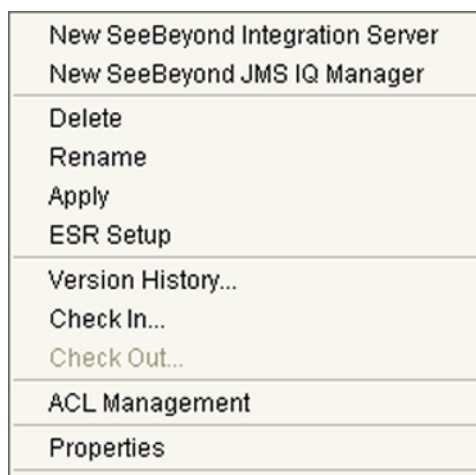 New SeeBeyond Integration Server
New SeeBeyond JMS IQ Manager
Delete
Rename
Apply
ESR Setup
Version History...
Check In...
Check Out...
ACL Management
Properties